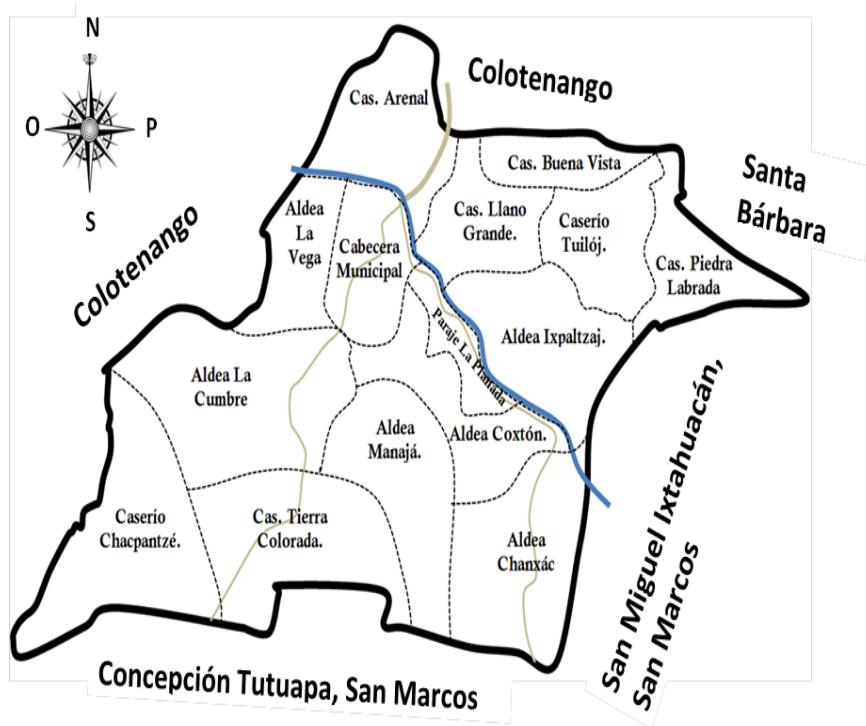 N
O
P
S
Colotenango
Cas. Arenal
Cas. Buena Vista
Santa
Bárbara
Colotenango
Aldea
La
Vega
Cabecera
Municipal
Cas. Llano
Grande.
Caserío
Tuilój.
Cas. Piedra
Labrada
Paraje La Planada
Aldea Ixpaltzaj.
Aldea La
Cumbre
Aldea
Manajá.
Aldea Coxtón.
Caserío
Chacpantzé.
Cas. Tierra
Colorada.
Aldea
Chanxác
San Miguel Ixtahuacán,
San Marcos
Concepción Tutuapa, San Marcos